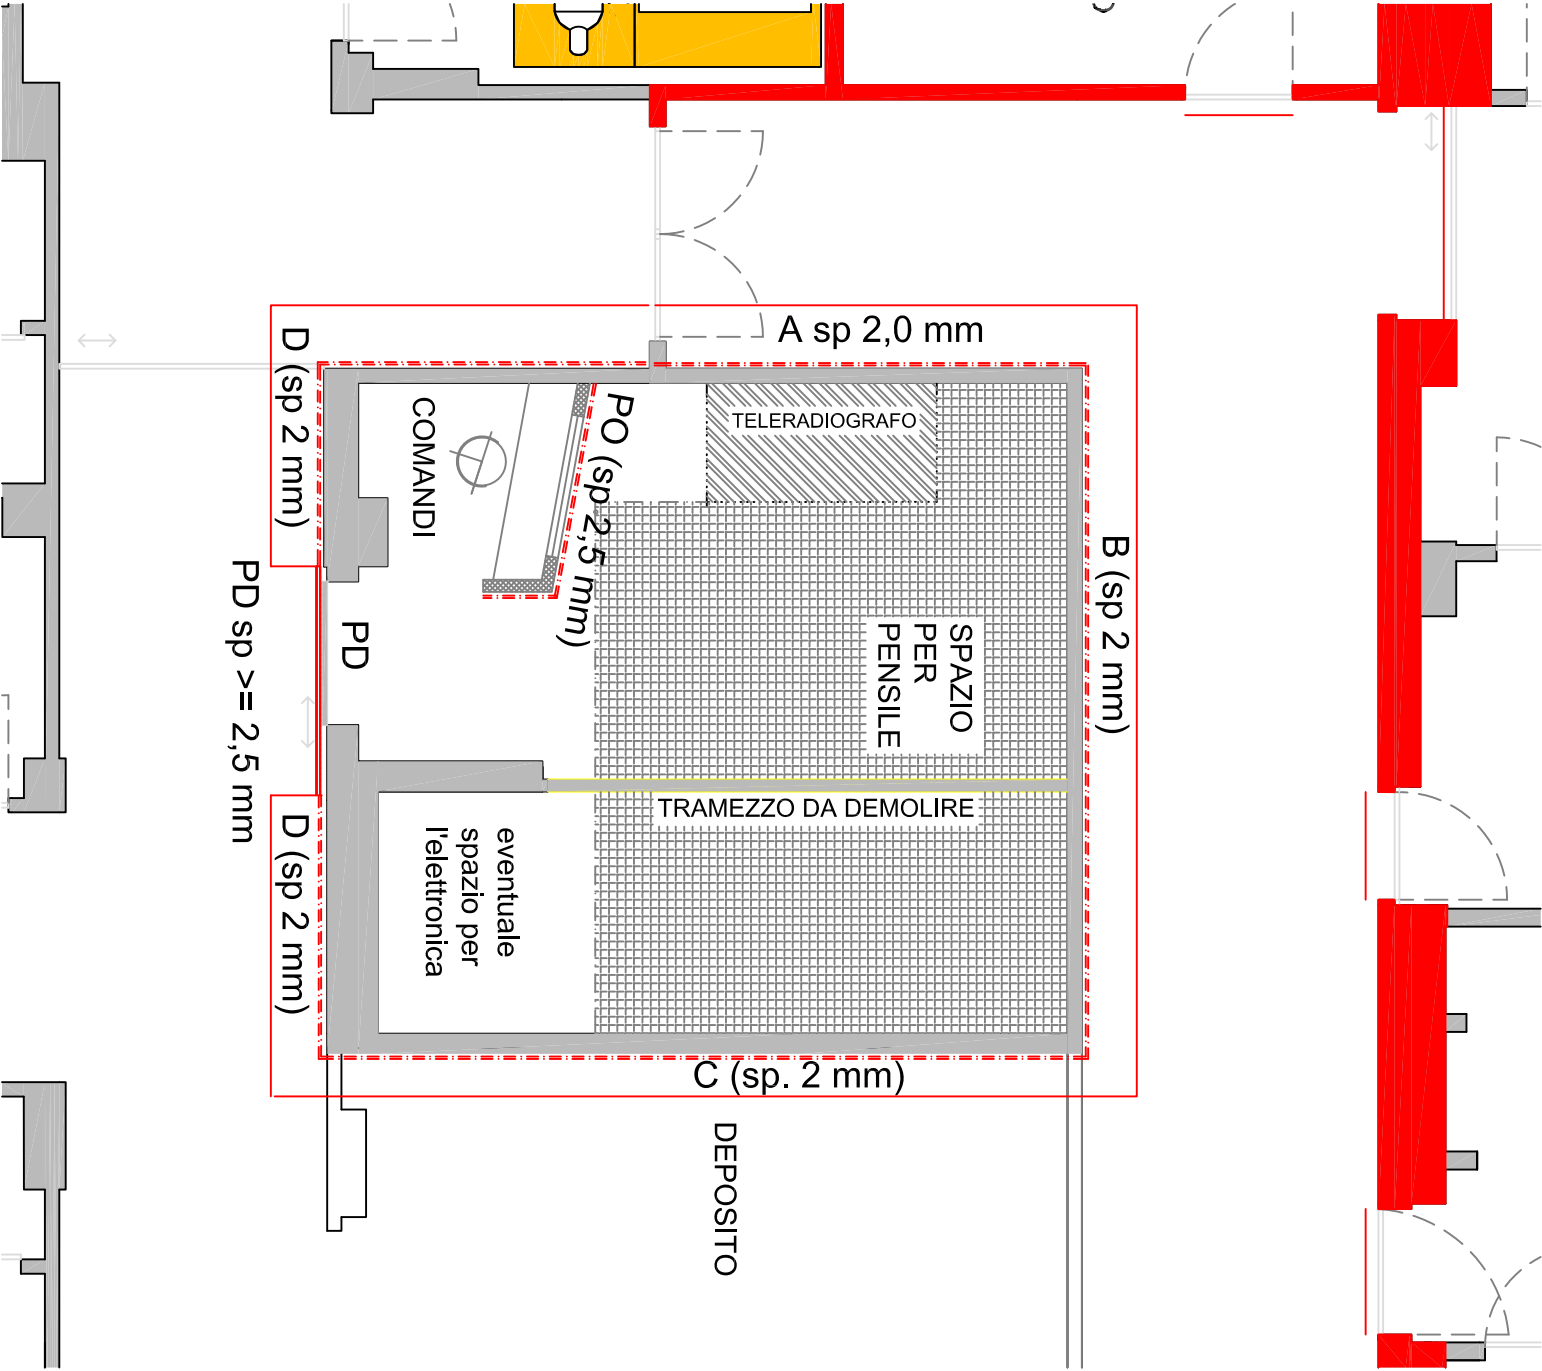 A sp 2,0 mm
D (sp 2 mm)
COMANDI
PO (sp 2,5 mm)
TELERADIOGRAFO
B (sp 2 mm)
SPAZIO
PER
PENSILE
PD
PD sp >= 2,5 mm
TRAMEZZO DA DEMOLIRE
D (sp 2 mm)
eventuale
spazio per
l'elettronica
C (sp. 2 mm)
DEPOSITO